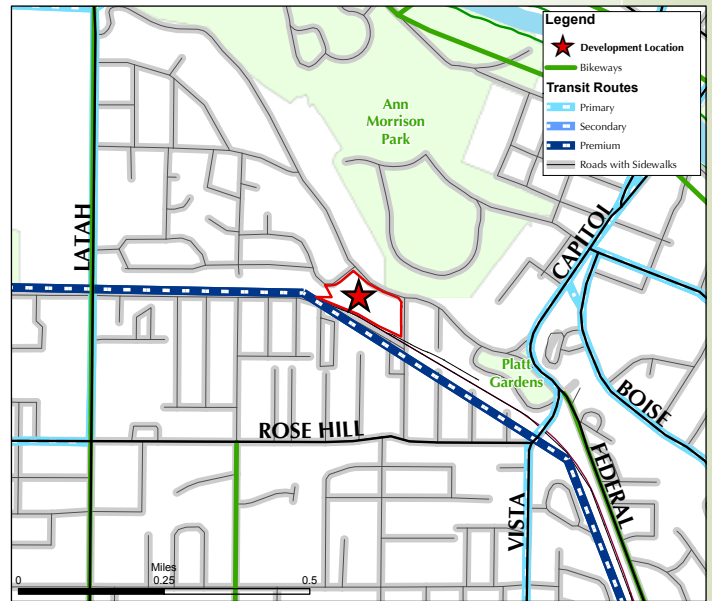 Legend
Development Location
Bikeways
Transit Routes
Primary
Secondary
Premium
Roads with Sidewalks
Ann
Morrison
Park
LATAH
CAPITOL
Platt
Gardens
BOISE
ROSE HILL
FEDERAL
VISTA
Miles
0 0.25 0.5